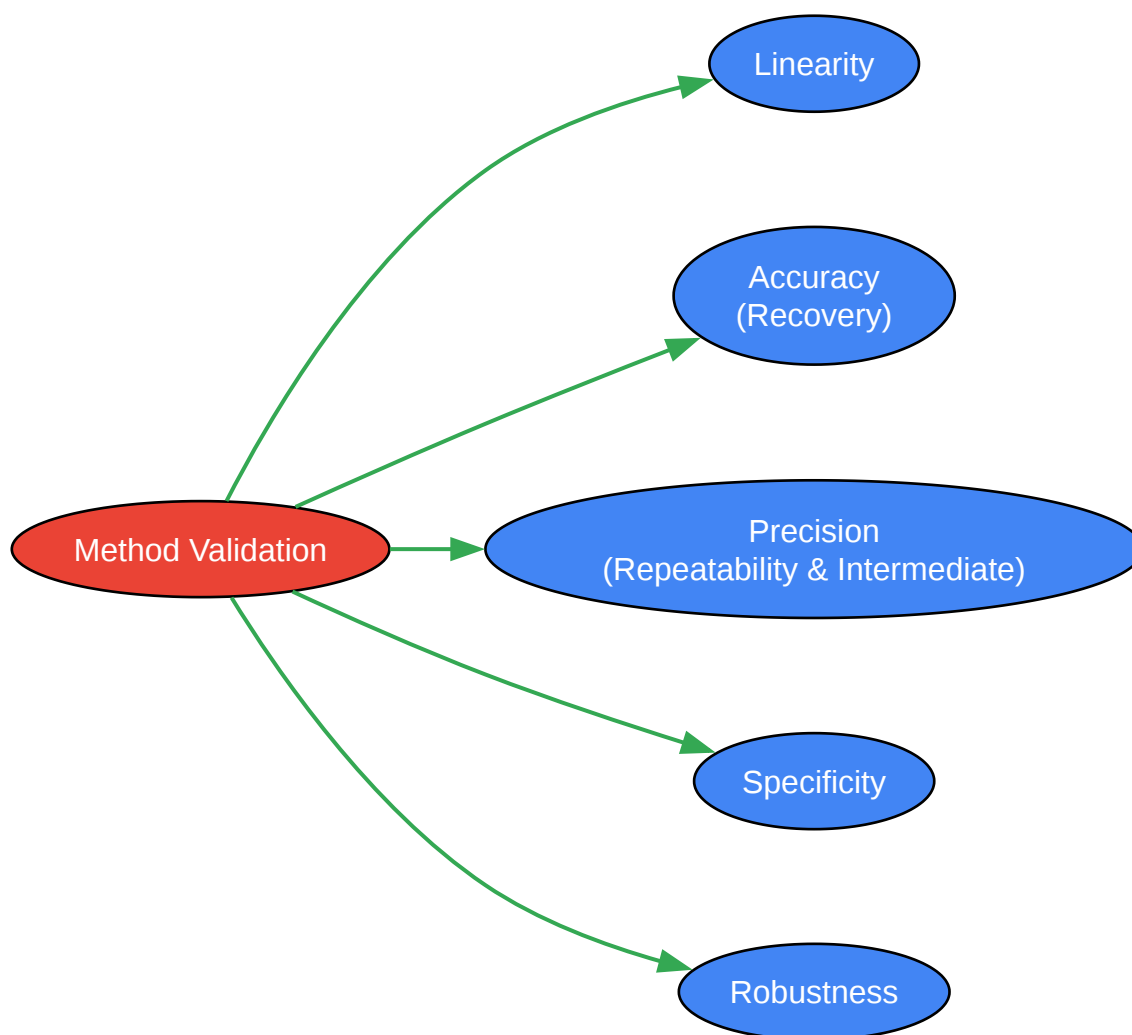 Linearity
Accuracy
(Recovery)
Method Validation
Precision
(Repeatability & Intermediate)
Specificity
Robustness